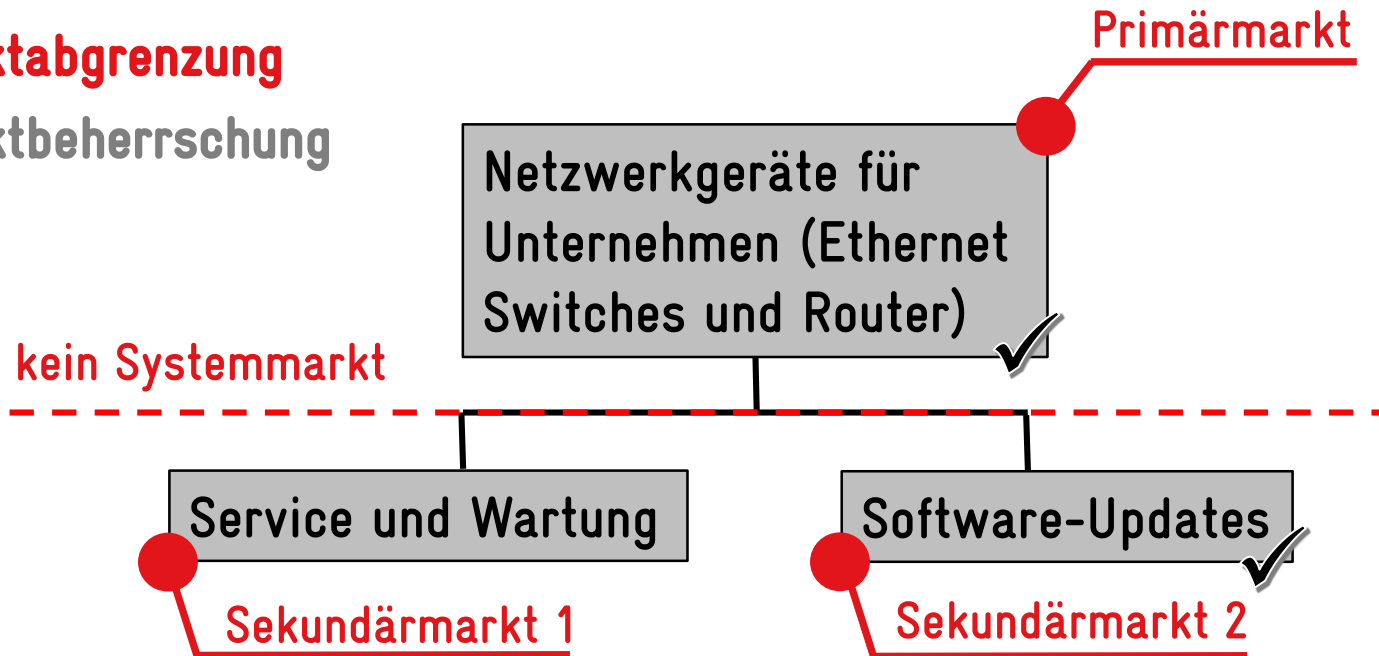 ktabgrenzung
ktbeherrschung
Primärmarkt
Netzwerkgeräte für
Unternehmen (Ethernet
Switches und Router)
kein Systemmarkt
Service und Wartung
Software-Updates
Sekundärmarkt 1
Sekundärmarkt 2